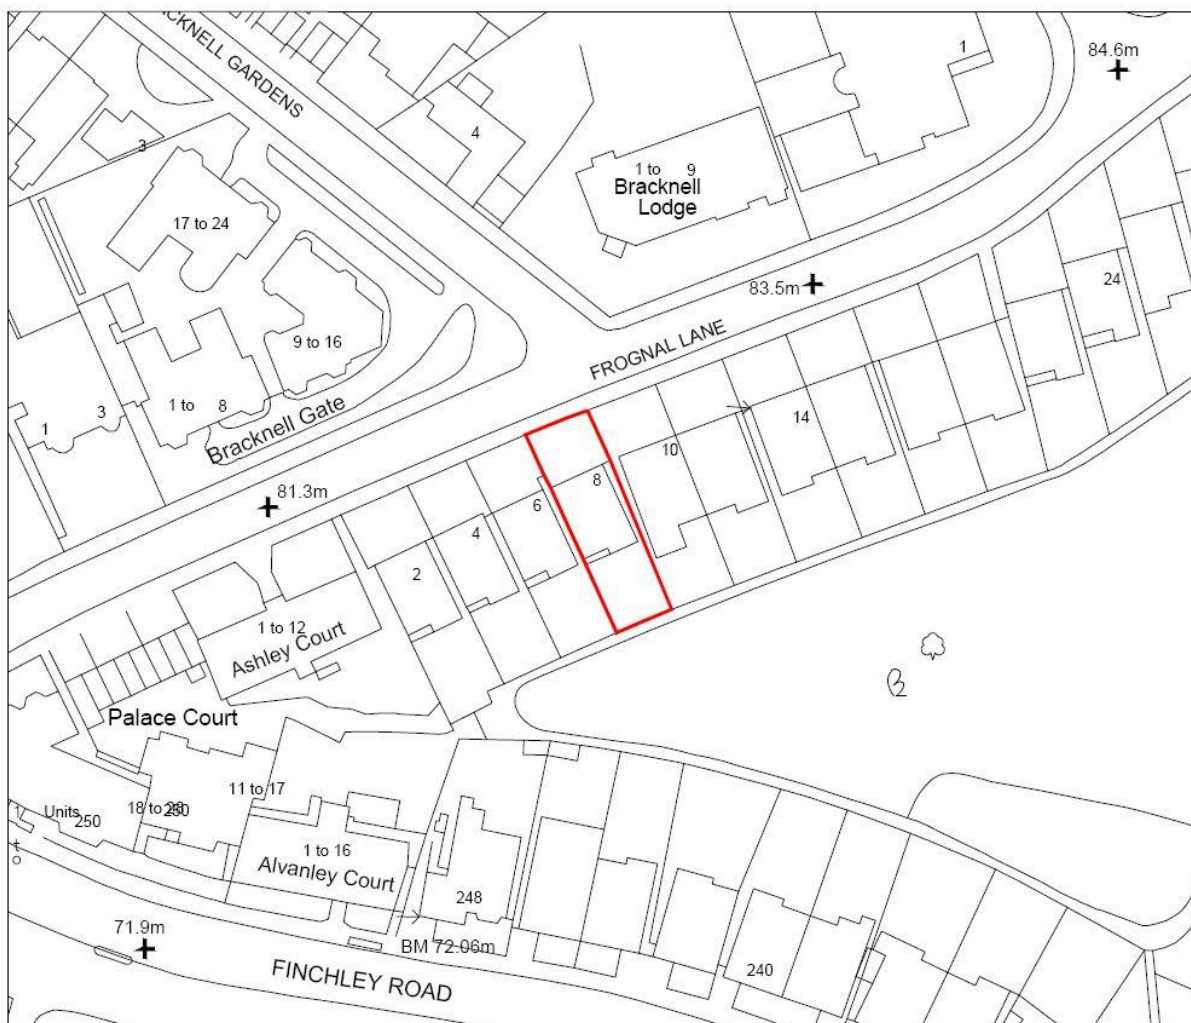 CKNELL GARDENS
84.6m
1
4
3
1 to 9
Bracknell
Lodge
17 to 24
83.5m
24
9 to 16
FROGNAL LANE
3
1 to 8
1
Bracknell Gate
14
10
8
81.3m
6
4
2
1 to 12
Ashley Court
Palace Court
11 to 17
Units
250
250
1 to 16
Alvanley Court
248
71.9m
BM 72.06m
240
FINCHLEY ROAD